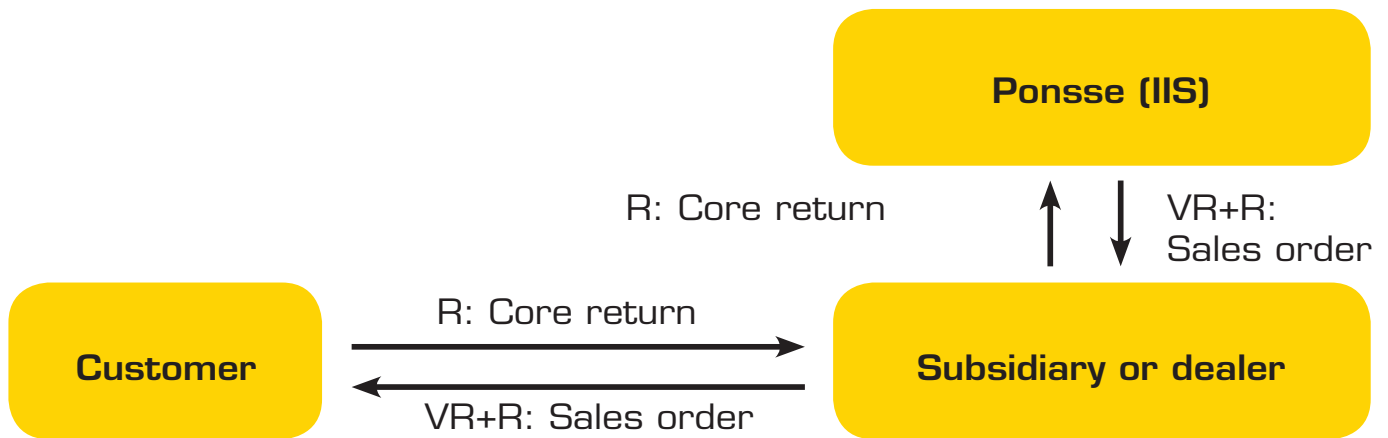 Ponsse (IIS)
R: Core return
VR+R:
Sales order
R: Core return
Customer
Subsidiary or dealer
VR+R: Sales order